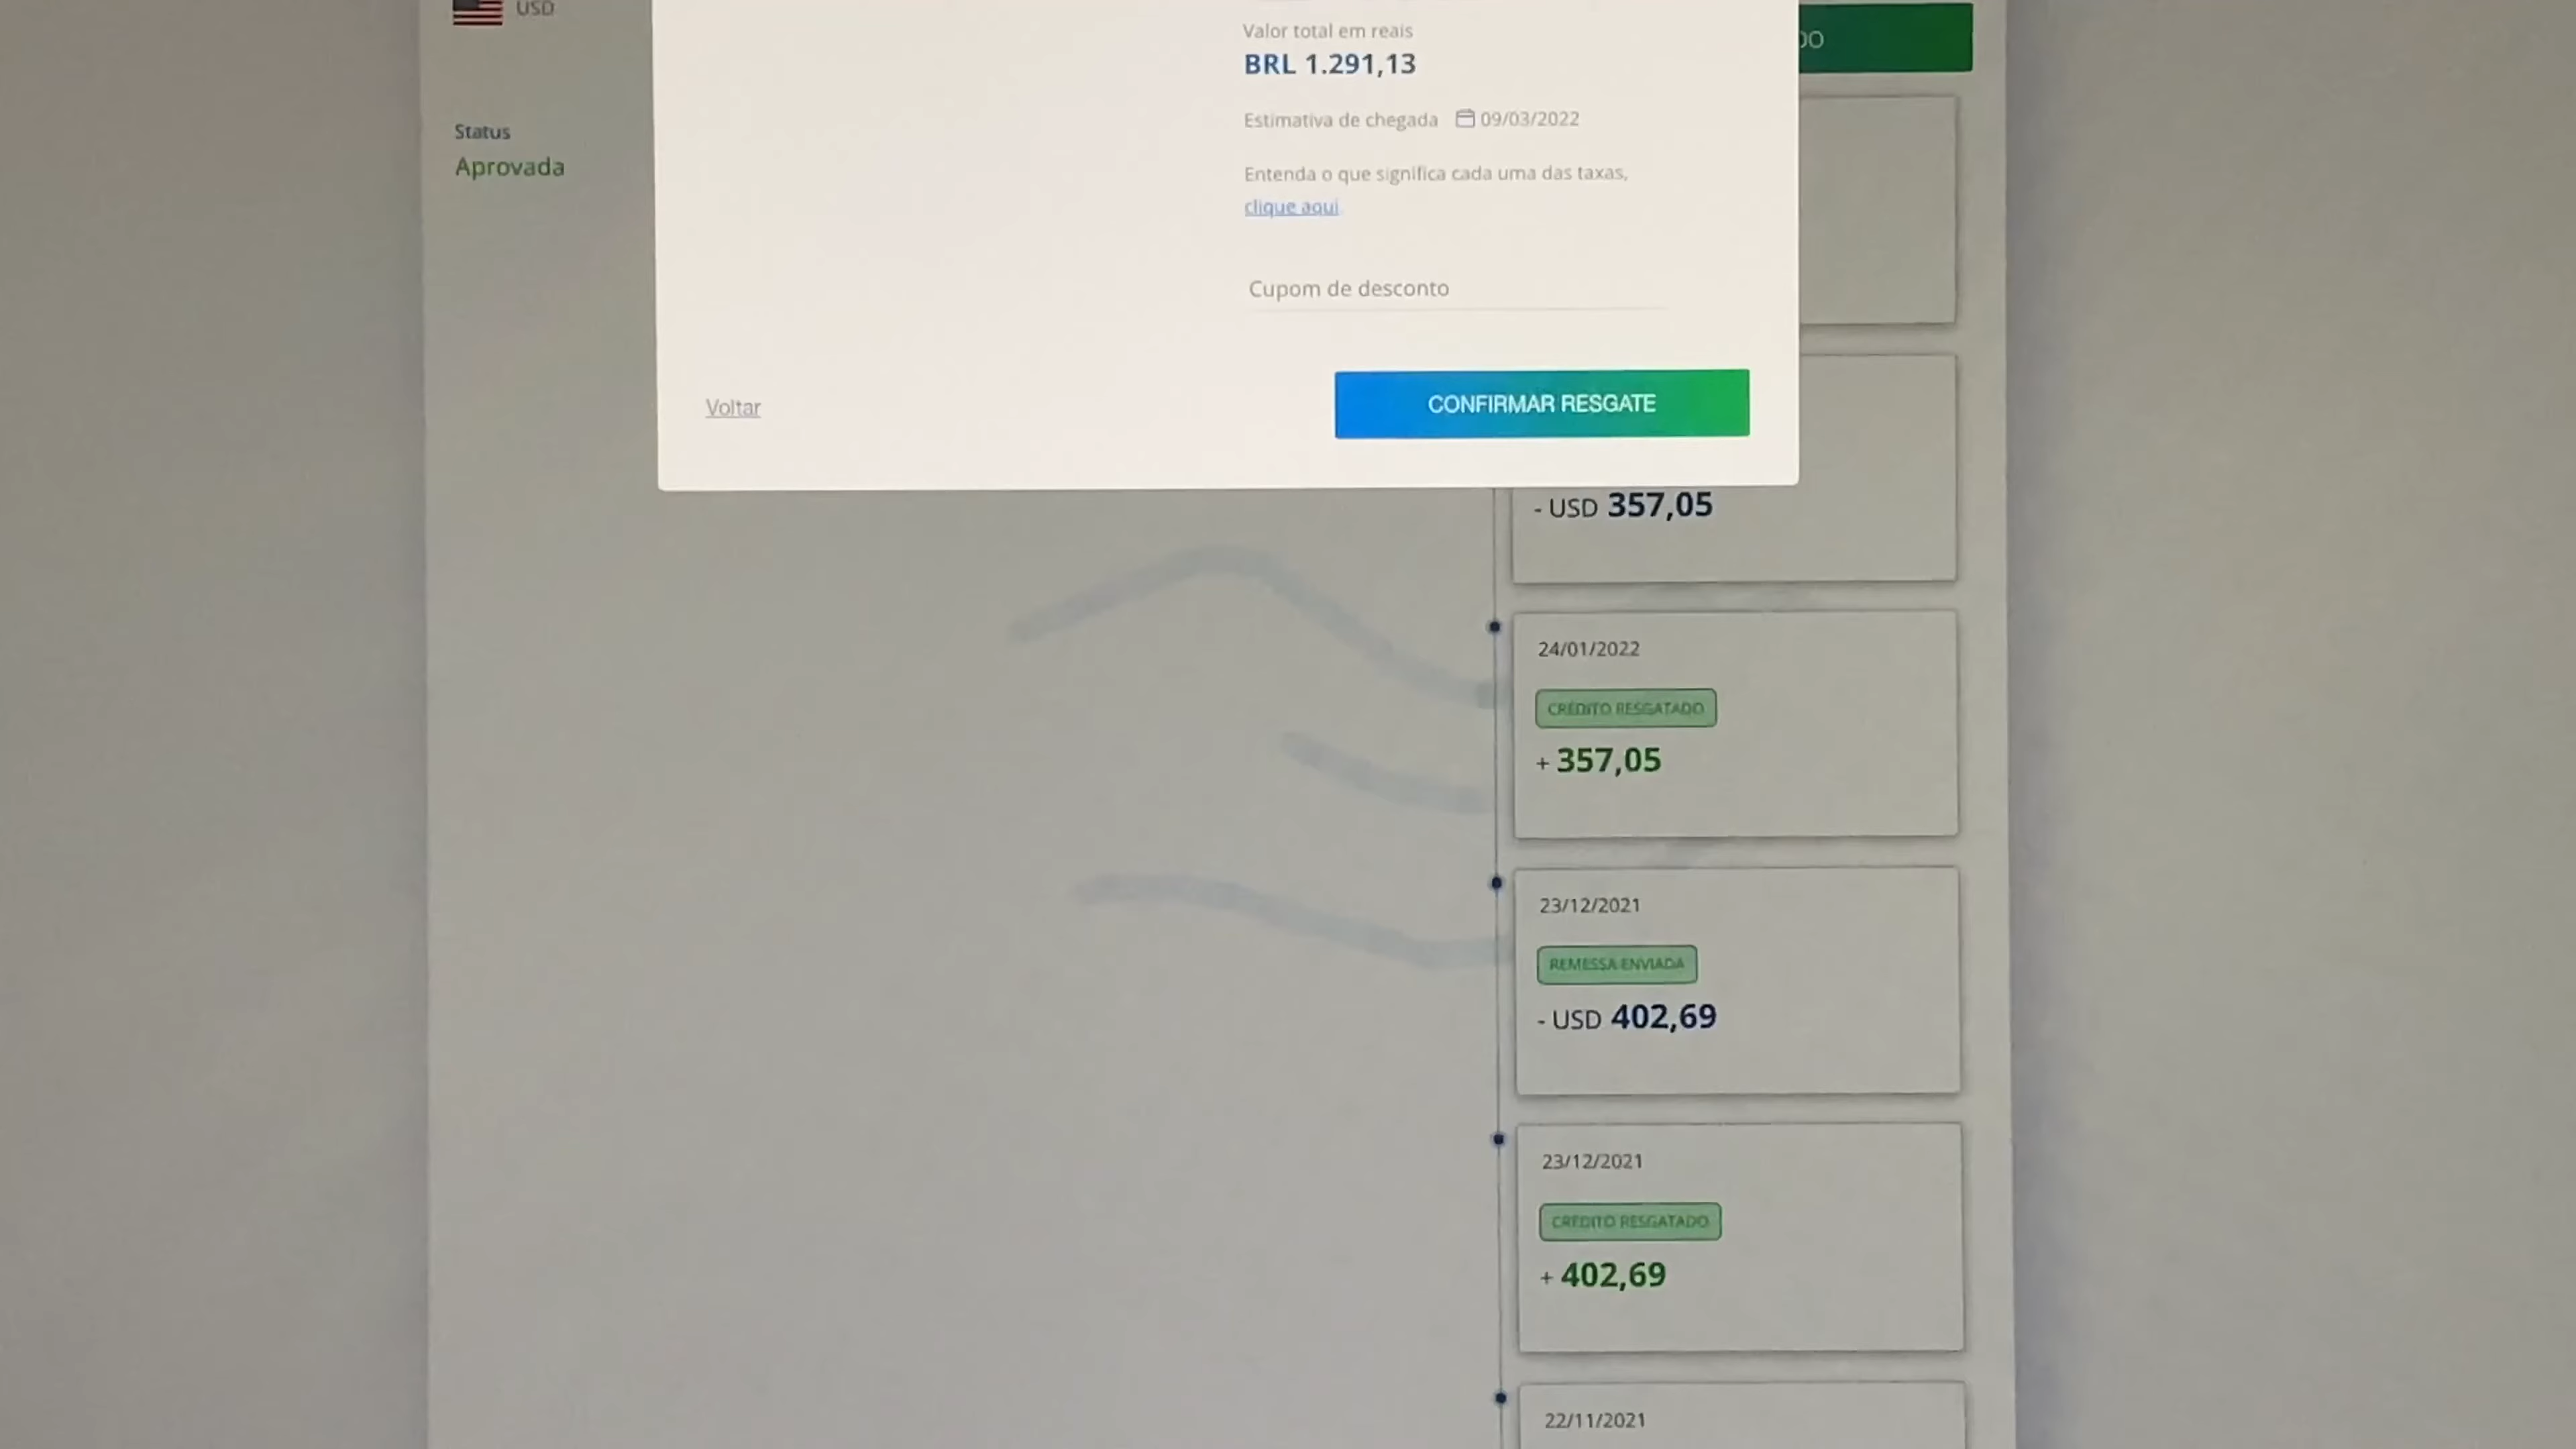 USD
Status
Aprovada
Valor total em reais
BRL 1.291,13
Estimativa de chegada 09/03/2022
Entenda o que significa cada uma das taxas,
clique aqui
Cupom de desconto
Voltar
CONFIRMAR RESGATE
- USD 357,05
24/01/2022
CRÉDITO RESGATADO
+ 357,05
23/12/2021
REMESSA ENVIADA
- USD 402,69
23/12/2021
CRÉDITO RESGATADO
+ 402,69
22/11/2021